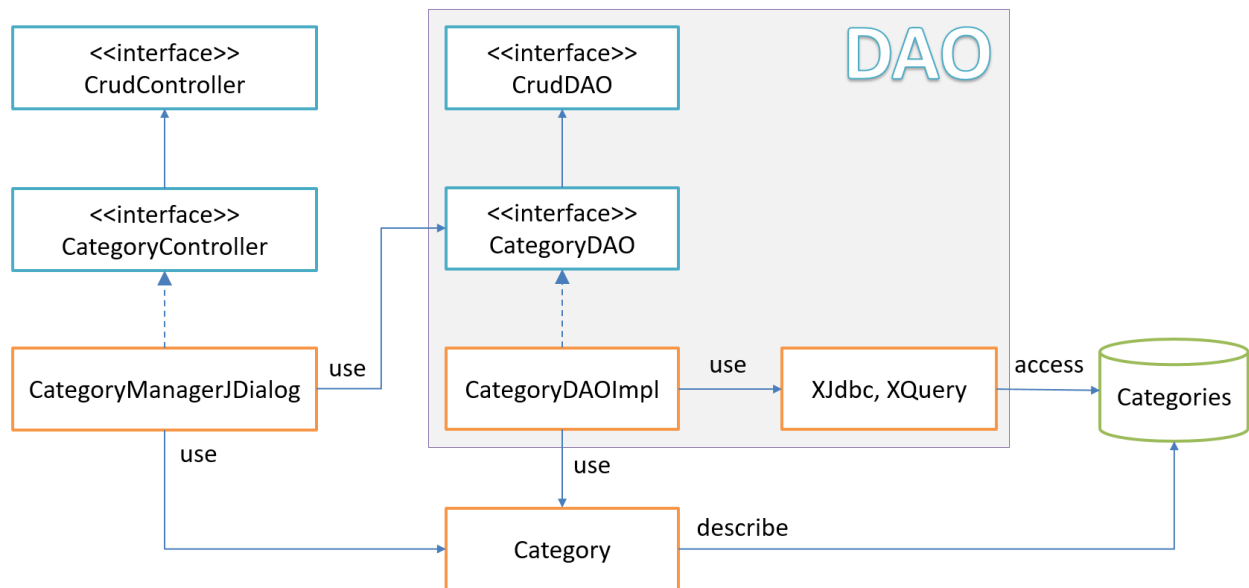 DAO
<<interface>>
CrudController
<<interface>>
CrudDAO
<<interface>>
CategoryController
<<interface>>
CategoryDAO
CategoryManagerJDialog
use
CategoryDAOImpl
use
XJdbc, XQuery
access
Categories
use
use
Category
describe